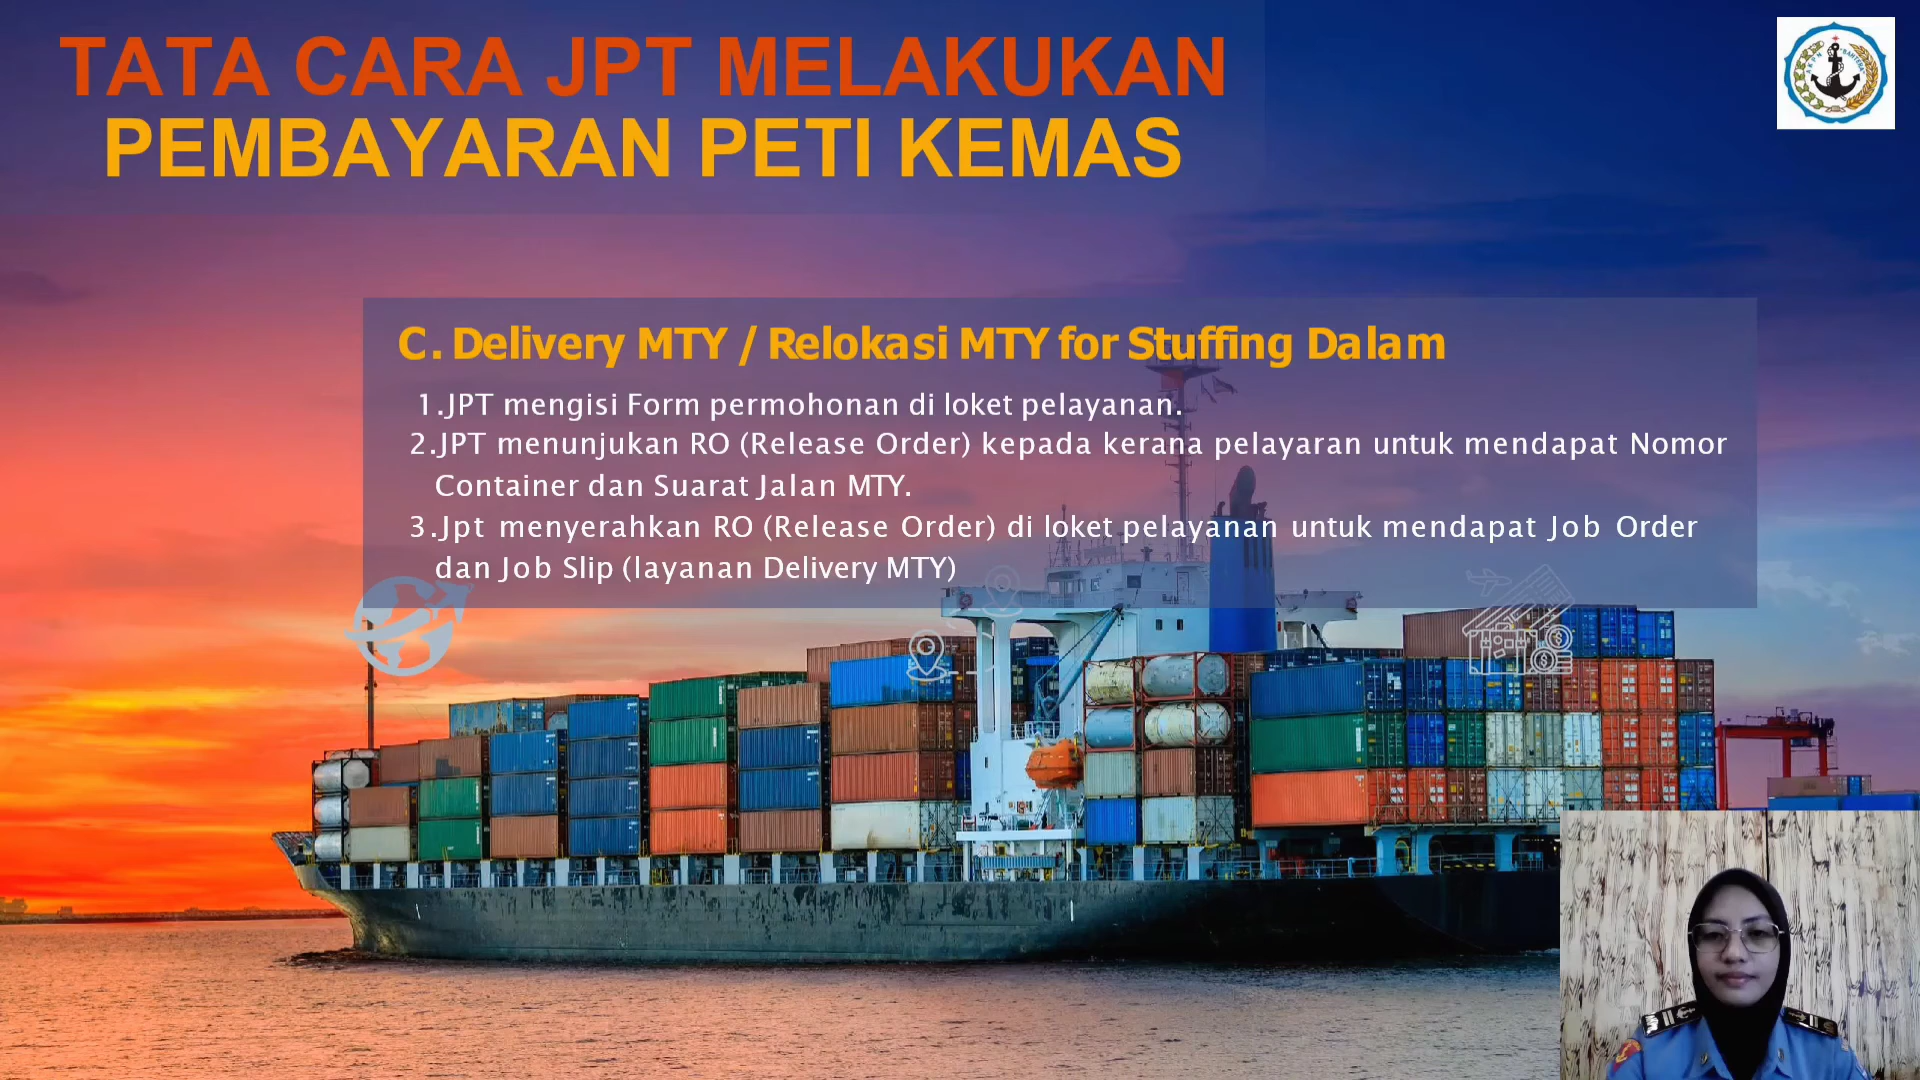 TATA CARA JPT MELAKUKAN
PEMBAYARAN PETI KEMAS
C. Delivery MTY / Relokasi MTY for Stuffing Dalam
1.JPT mengisi Form permohonan di loket pelayanan.
2.JPT menunjukan RO (Release Order) kepada kerana pelayaran untuk mendapat Nomor
Container dan Suarat Jalan MTY.
3.Jpt menyerahkan RO (Release Order) di loket pelayanan untuk mendapat Job Order
dan Job Slip (layanan Delivery MTY)